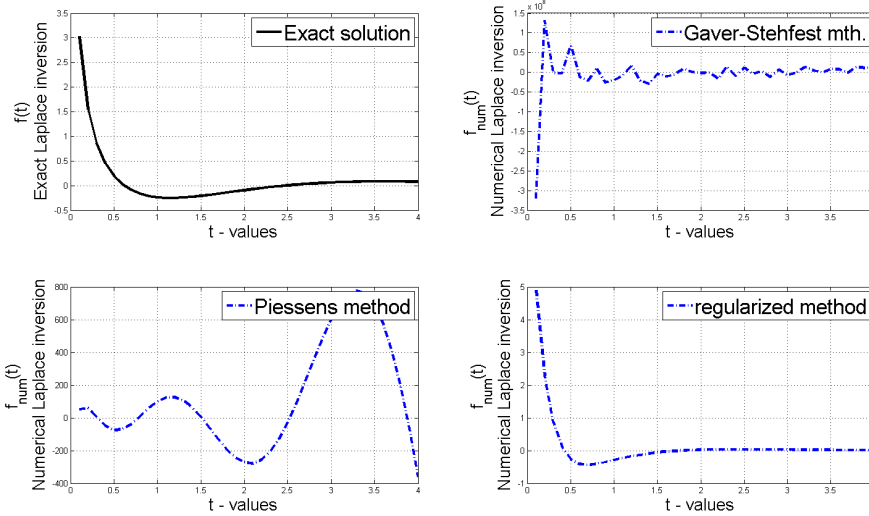 Exact solution
3.5
3
2.5
2
1.5
1
0.5
0
-0.5
0 0.5 1 1.5 2 2.5 3 3.5 4
t - values
f(t)
Exact Laplace inversion
x 10
Gaver-Stehfest mth.
1.5
1
0.5
0
-0.5
-1
-1.5
-2
-2.5
-3
-3.5
0 0.5 1 1.5 2 2.5 3 3.5
t - values
f_num(t)
Numerical Laplace inversion
Piessens method
800
600
400
200
0
-200
-400
0 0.5 1 1.5 2 2.5 3 3.5 4
t - values
f_num(t)
Numerical Laplace inversion
regularized method
5
4
3
2
1
0
-1
0 0.5 1 1.5 2 2.5 3 3.5
t - values
f_num(t)
Numerical Laplace inversion